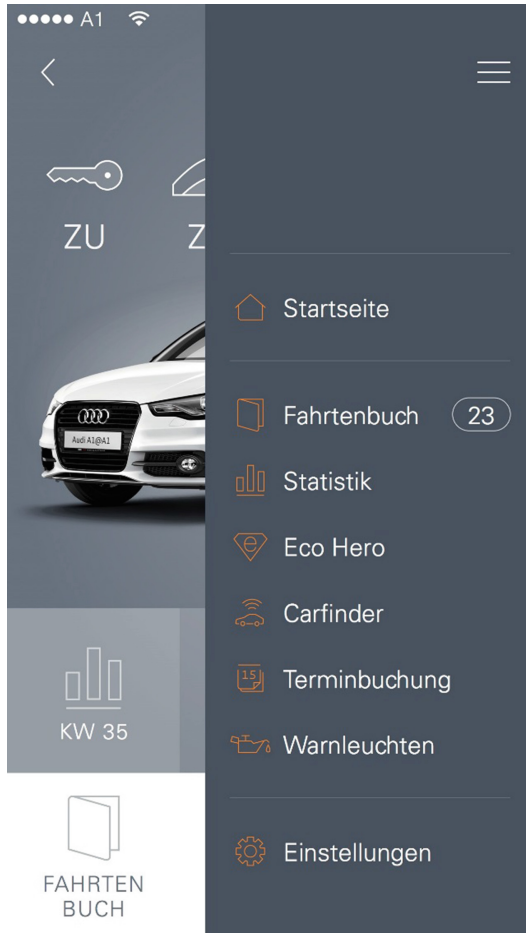 A1
ZU
Z
Audi A1@A1
KW 35
FAHRTEN
BUCH
Startseite
Fahrtenbuch 23
Statistik
e
Eco Hero
Carfinder
15
Terminbuchung
Warnleuchten
Einstellungen